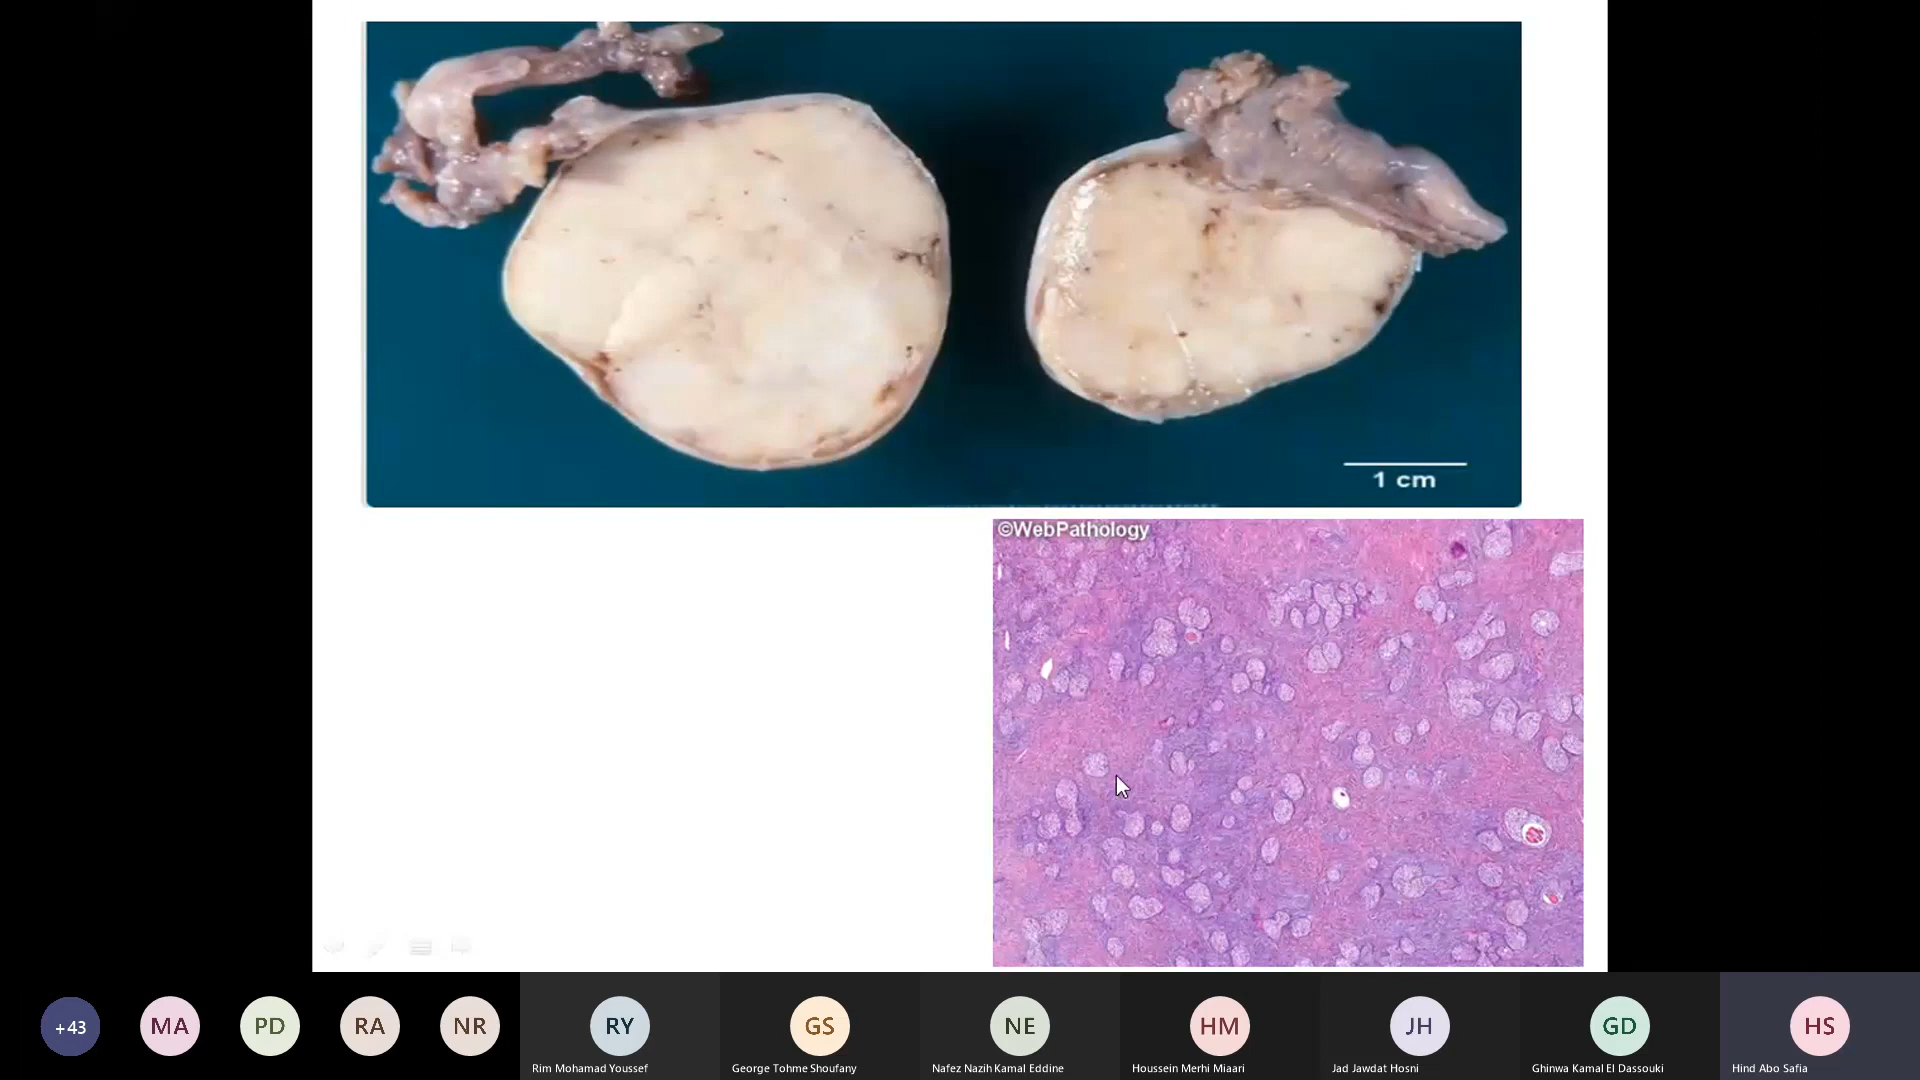 1 cm
©WebPathology
+43
MA
PD
RA
NR
RY
GS
NE
HM
JH
GD
HS
Rim Mohamad Youssef
George Tohme Shoufany
Nafez Nazih Kamal Eddine
Houssein Merhi Miaari
Jad Jawdat Hosni
Ghinwa Kamal El Dassouki
Hind Abo Safia